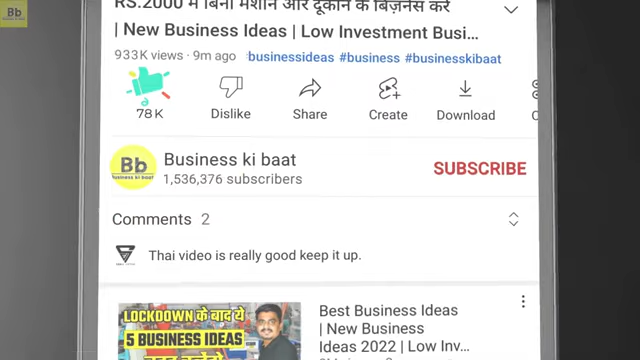 Bb
RS.2000 में बिना मशीन और दूकान के बिज़नेस करें
| New Business Ideas | Low Investment Busi...
933K views · 9m ago #businessideas #business #businesskibaat
78 K Dislike Share Create Download
Bb
Business ki baat
business ki baat
1,536,376 subscribers
SUBSCRIBE
Comments 2
Thai video is really good keep it up.
LOCKDOWN के बाद ये
5 BUSINESS IDEAS
Best Business Ideas
| New Business
Ideas 2022 | Low Inv...